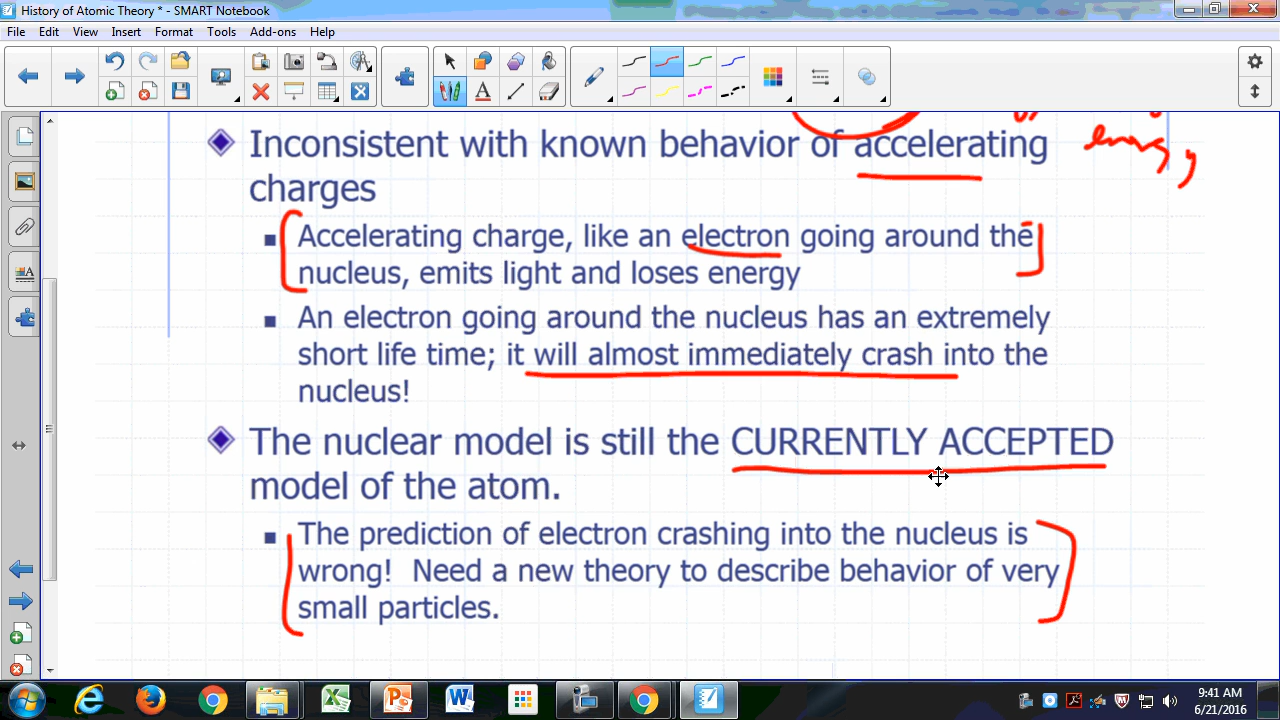 History of Atomic Theory * - SMART Notebook
File Edit View Insert Format Tools Add-ons Help
energy
Inconsistent with known behavior of accelerating
charges
Accelerating charge, like an electron going around the
nucleus, emits light and loses energy
An electron going around the nucleus has an extremely
short life time; it will almost immediately crash into the
nucleus!
The nuclear model is still the CURRENTLY ACCEPTED
model of the atom.
The prediction of electron crashing into the nucleus is
wrong! Need a new theory to describe behavior of very
small particles.
9:41 AM
6/21/2016